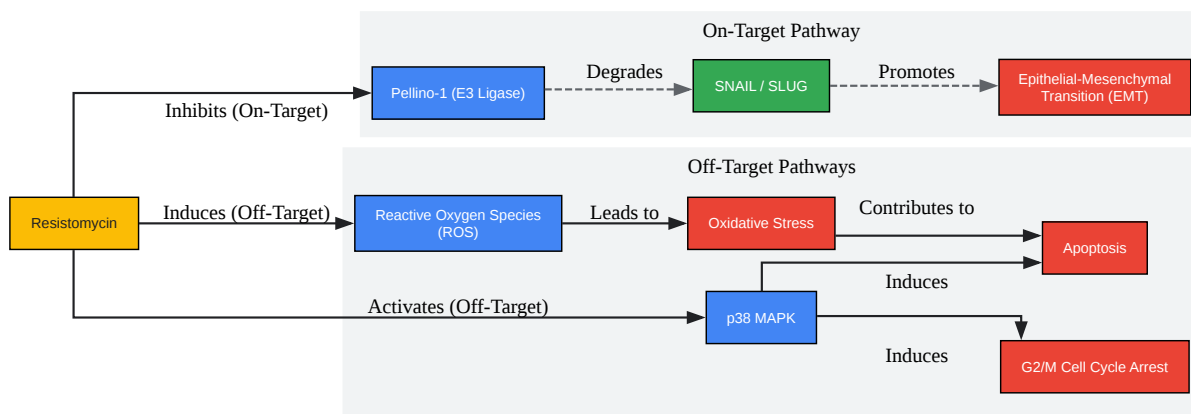 On-Target Pathway
Degrades
Promotes
Pellino-1 (E3 Ligase)
SNAIL / SLUG
Epithelial-Mesenchymal
Transition (EMT)
Inhibits (On-Target)
Off-Target Pathways
Resistomycin
Induces (Off-Target)
Reactive Oxygen Species
(ROS)
Leads to
Oxidative Stress
Contributes to
Apoptosis
Induces
Activates (Off-Target)
p38 MAPK
Induces
G2/M Cell Cycle Arrest